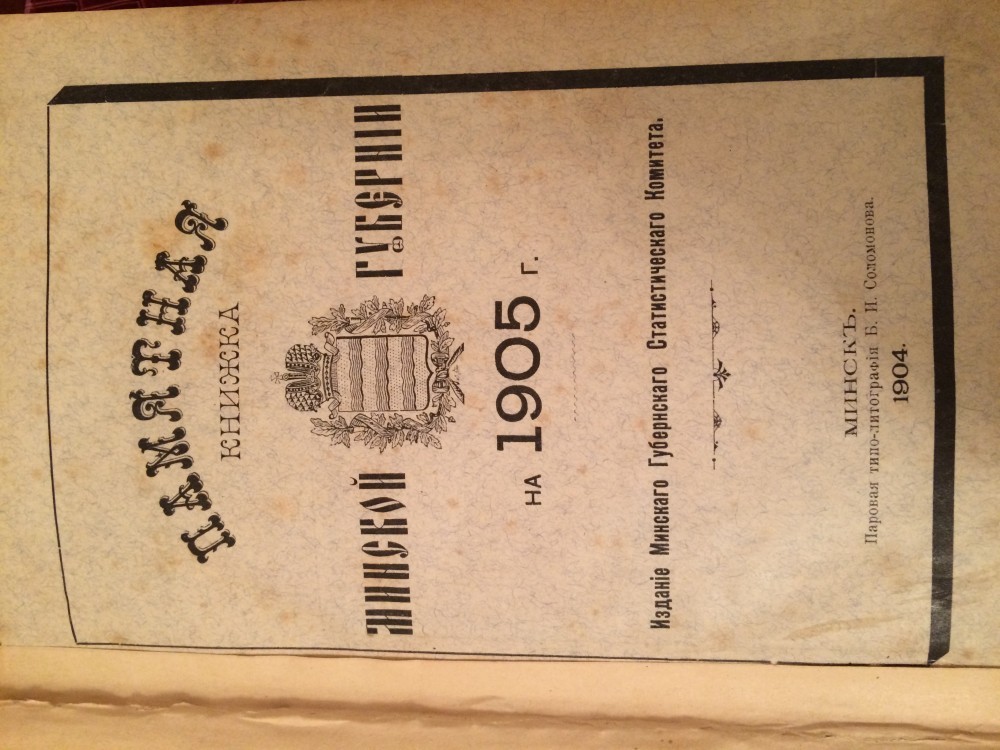 ПАМЯТНАЯ
КНИЖКА
МИНСКОЙ ГУБЕРНІИ
НА 1905 Г.
Изданіе Минскаго Губернскаго Статистическаго Комитета.
МИНСКЪ.
Паровая типо-литографія Б. И. Соломонова.
1904.